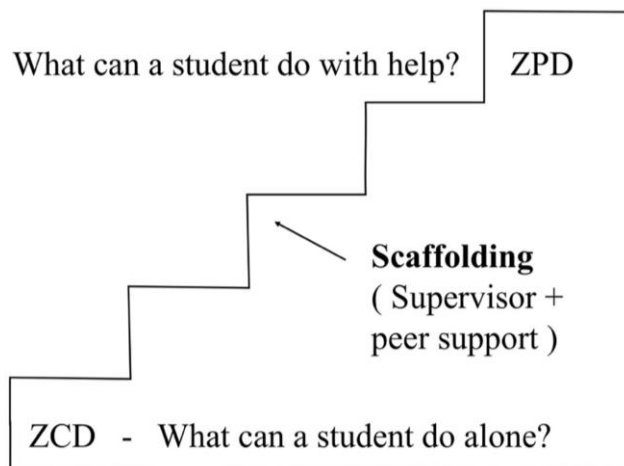 What can a student do with help? ZPD
Scaffolding
( Supervisor +
peer support )
ZCD - What can a student do alone?